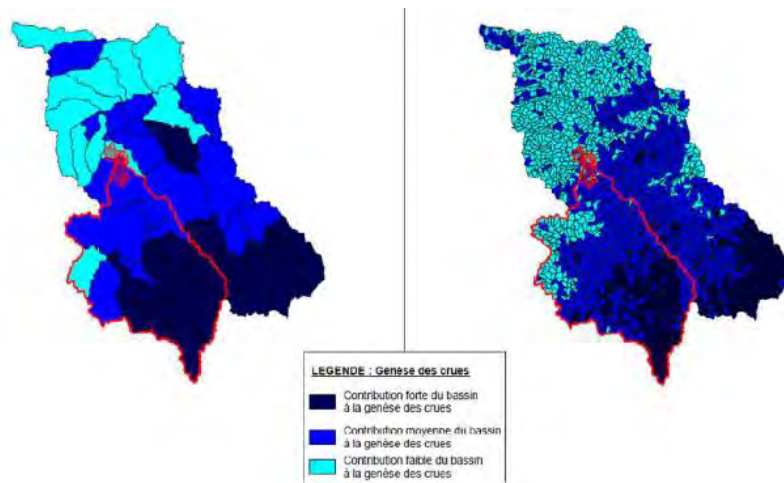 LEGENDE : Genèse des crues
Contribution forte du bassin
à la genèse des crues
Contribution moyenne du bassin
à la genèse des crues
Contribution faible du bassin
à la genèse des crues